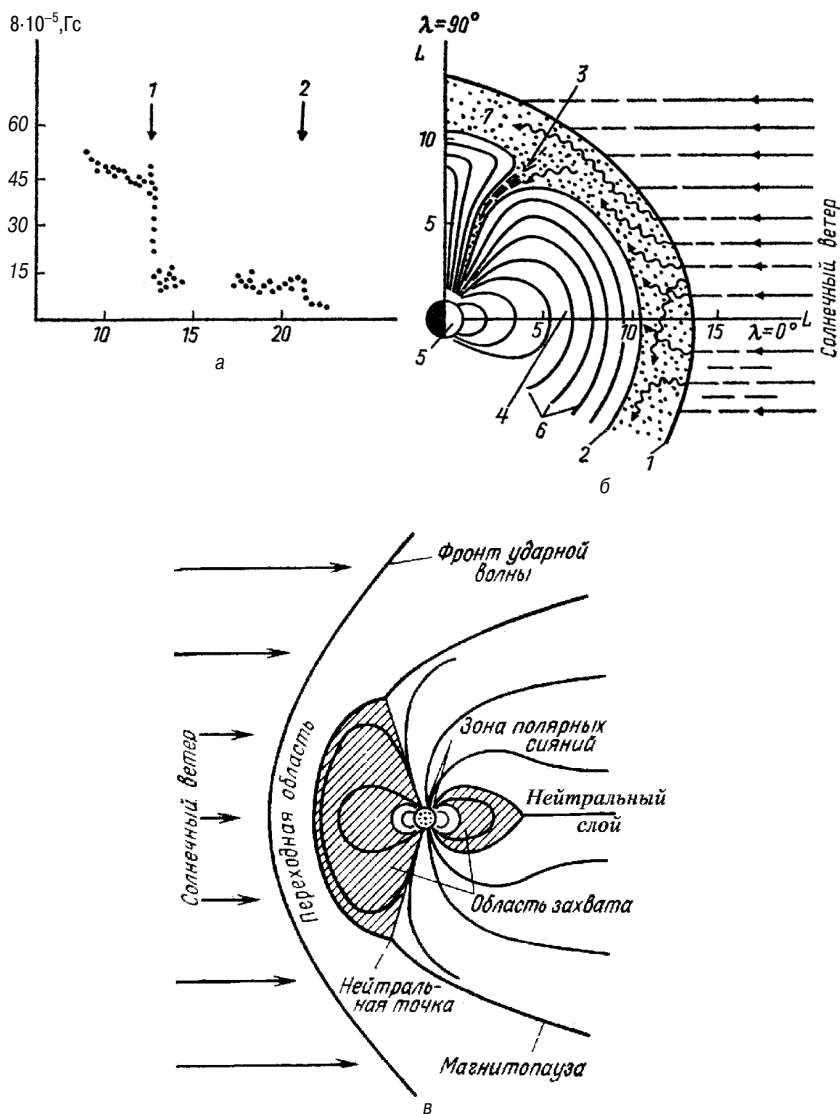 8·10⁻⁵,Гс
60
45
30
15
1
2
10
15
20
а
λ=90°
L
10
5
7
3
5
10
15
λ=0°
L
5
4
6
2
1
Солнечный ветер
б
Фронт ударной
волны
Солнечный ветер
Переходная область
Зона полярных
сияний
Нейтральный
слой
Область захвата
Нейтраль-
ная точка
Магнитопауза
в